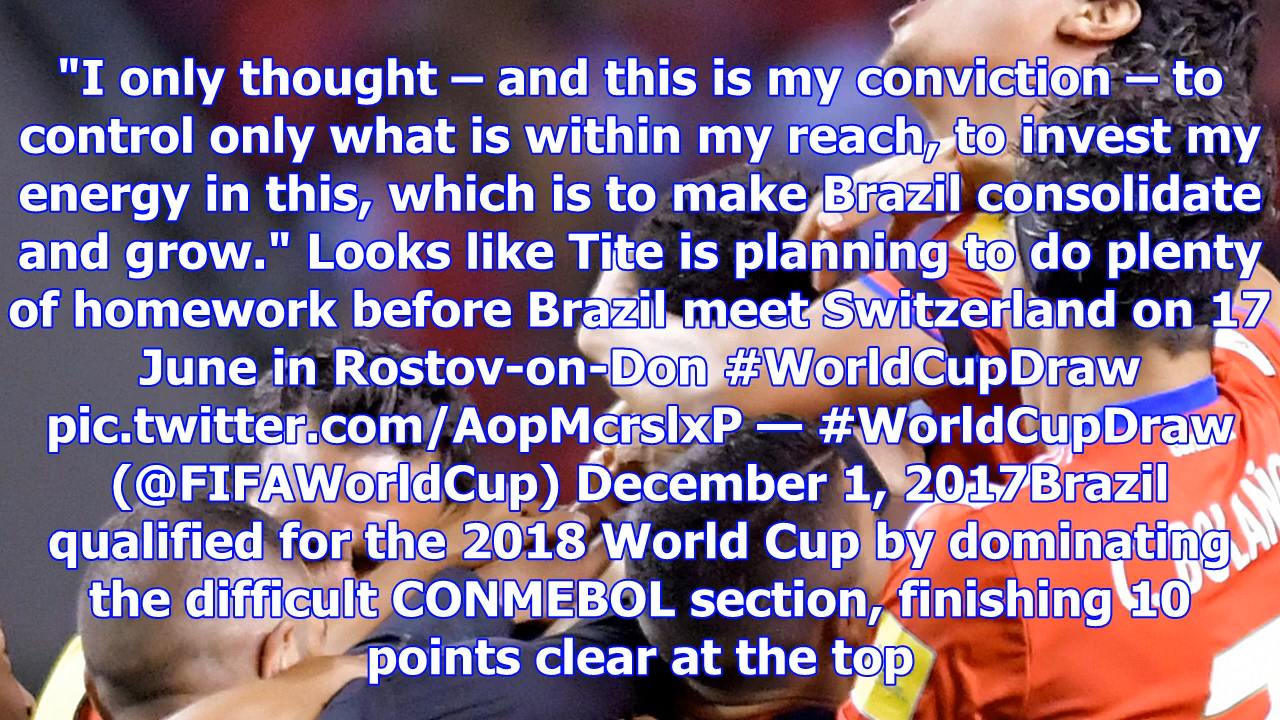 "I only thought – and this is my conviction – to
control only what is within my reach, to invest my
energy in this, which is to make Brazil consolidate
and grow." Looks like Tite is planning to do plenty
of homework before Brazil meet Switzerland on 17
June in Rostov-on-Don #WorldCupDraw
pic.twitter.com/AopMcrslxP — #WorldCupDraw
(@FIFAWorldCup) December 1, 2017Brazil
qualified for the 2018 World Cup by dominating
the difficult CONMEBOL section, finishing 10
points clear at the top